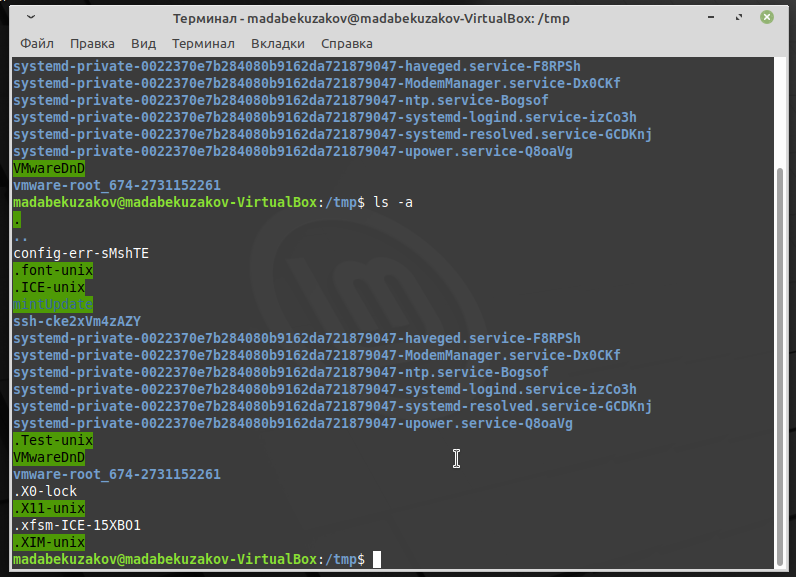 Терминал - madabekuzakov@madabekuzakov-VirtualBox: /tmp
Файл Правка Вид Терминал Вкладки Справка
systemd-private-0022370e7b284080b9162da721879047-haveged.service-F8RPSh
systemd-private-0022370e7b284080b9162da721879047-ModemManager.service-Dx0CKf
systemd-private-0022370e7b284080b9162da721879047-ntp.service-Bogsof
systemd-private-0022370e7b284080b9162da721879047-systemd-logind.service-izCo3h
systemd-private-0022370e7b284080b9162da721879047-systemd-resolved.service-GCDKnj
systemd-private-0022370e7b284080b9162da721879047-upower.service-Q8oaVg
VMwareDnD
vmware-root_674-2731152261
madabekuzakov@madabekuzakov-VirtualBox:/tmp$ ls -a
.
..
config-err-sMshTE
.font-unix
.ICE-unix
mintUpdate
ssh-cke2xVm4zAZY
systemd-private-0022370e7b284080b9162da721879047-haveged.service-F8RPSh
systemd-private-0022370e7b284080b9162da721879047-ModemManager.service-Dx0CKf
systemd-private-0022370e7b284080b9162da721879047-ntp.service-Bogsof
systemd-private-0022370e7b284080b9162da721879047-systemd-logind.service-izCo3h
systemd-private-0022370e7b284080b9162da721879047-systemd-resolved.service-GCDKnj
systemd-private-0022370e7b284080b9162da721879047-upower.service-Q8oaVg
.Test-unix
VMwareDnD
vmware-root_674-2731152261
.X0-lock
.X11-unix
.xfsm-ICE-15XBO1
.XIM-unix
madabekuzakov@madabekuzakov-VirtualBox:/tmp$